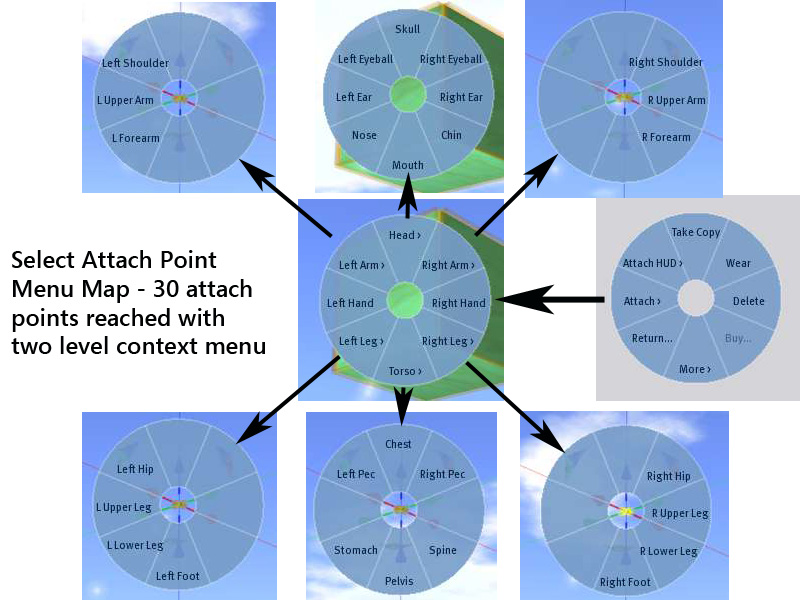 Left Shoulder
L Upper Arm
L Forearm
Skull
Left Eyeball Right Eyeball
Left Ear Right Ear
Nose Chin
Mouth
Right Shoulder
R Upper Arm
R Forearm
Select Attach Point
Menu Map - 30 attach
points reached with
two level context menu
Head ›
Left Arm › Right Arm ›
Left Hand Right Hand
Left Leg › Right Leg ›
Torso ›
Take Copy
Attach HUD › Wear
Attach › Delete
Return... Buy...
More ›
Left Hip
L Upper Leg
L Lower Leg
Left Foot
Chest
Left Pec Right Pec
Stomach Spine
Pelvis
Right Hip
R Upper Leg
R Lower Leg
Right Foot